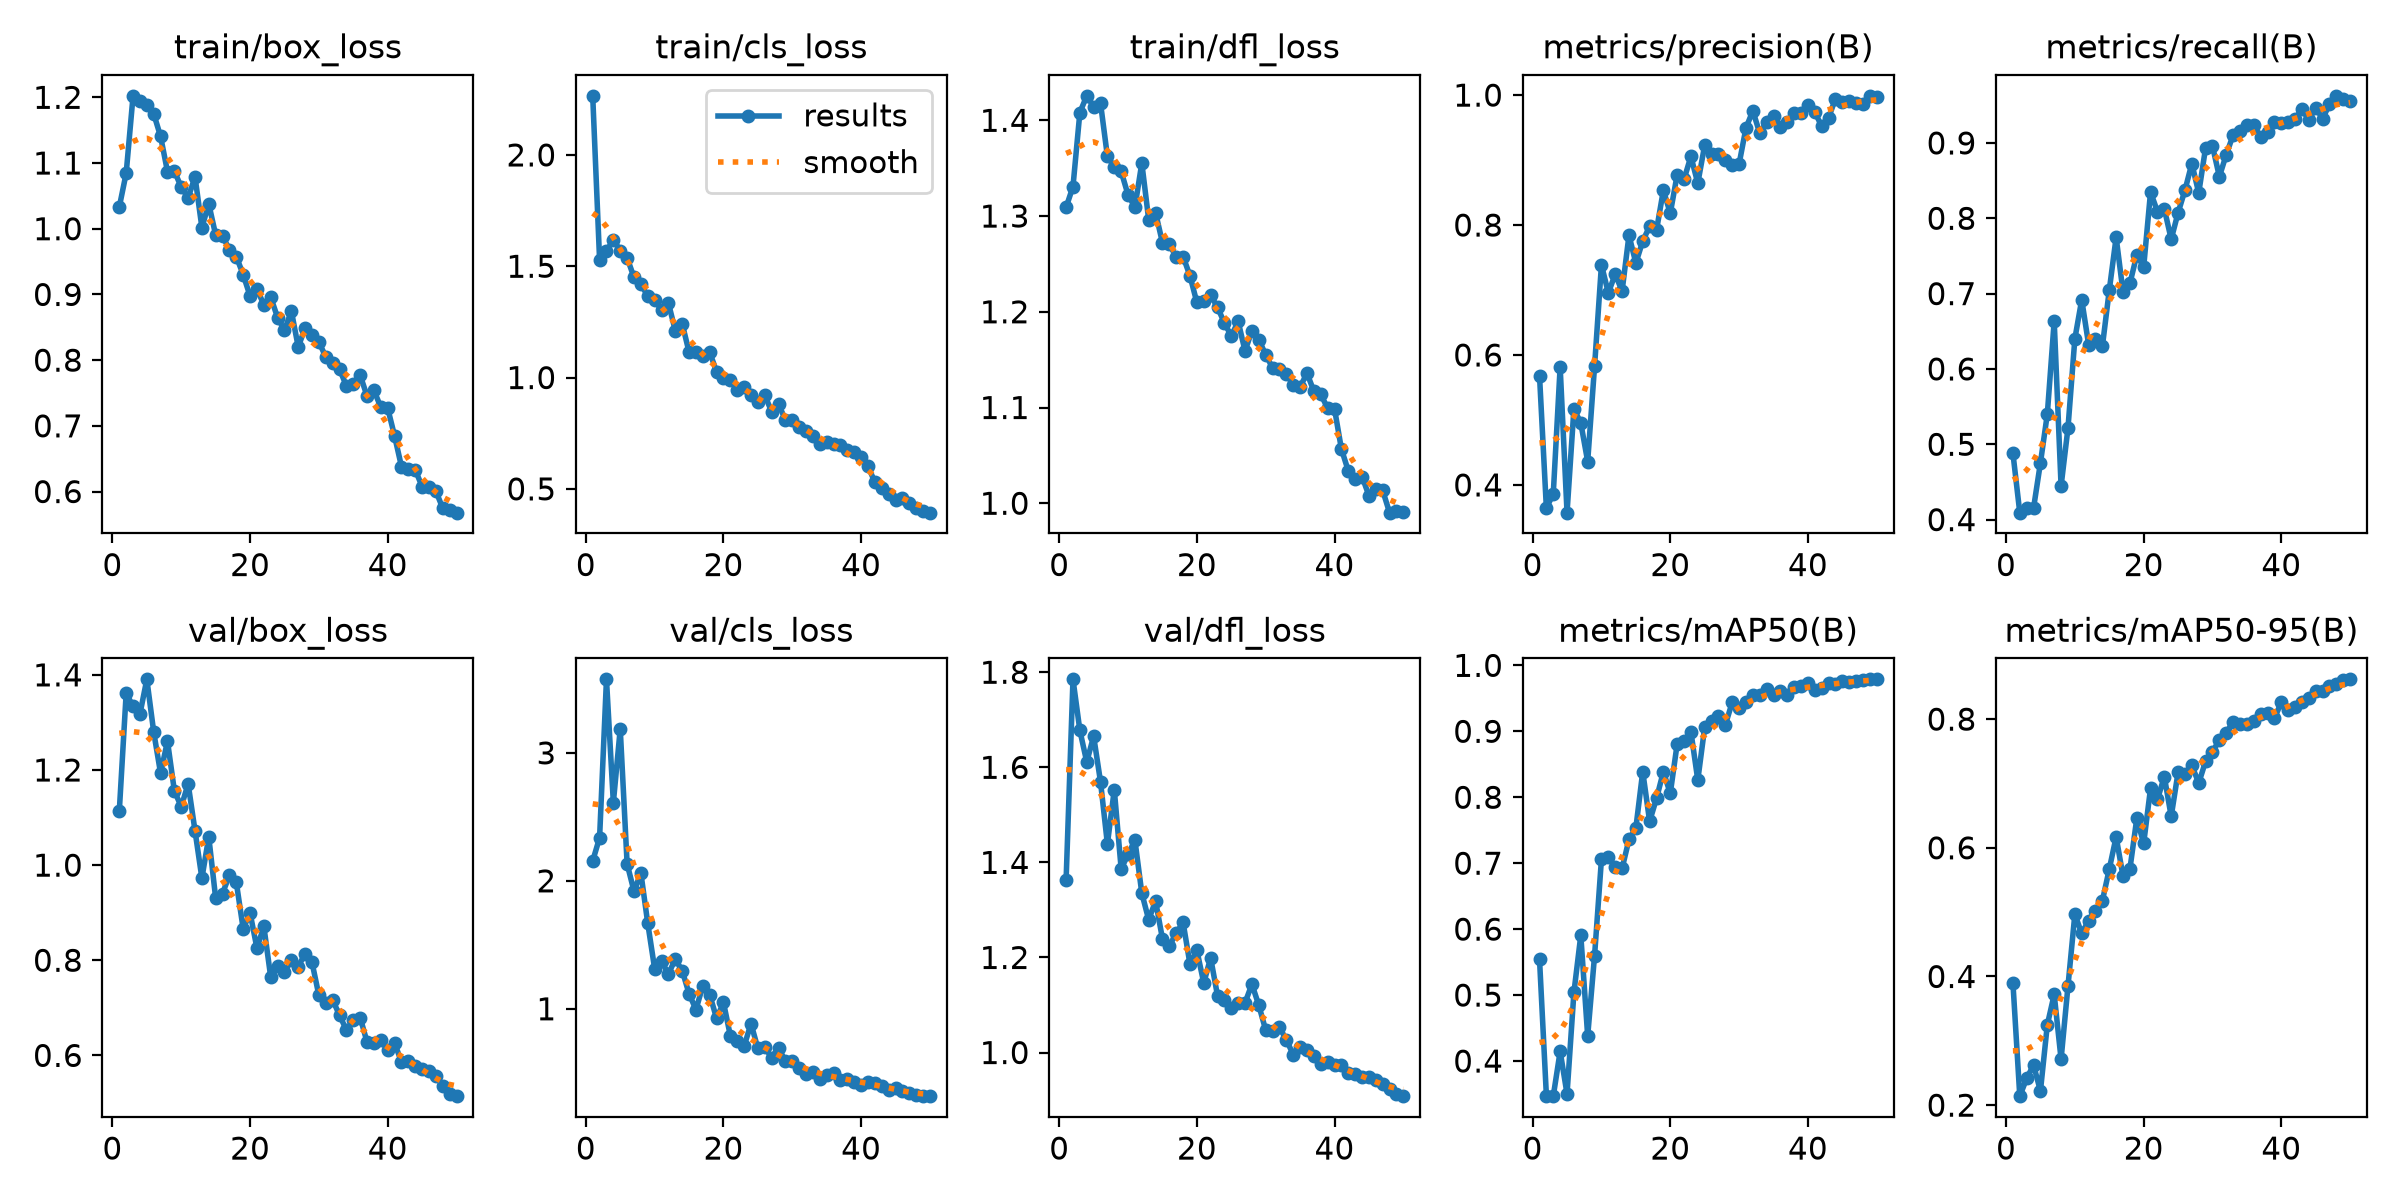 train/box_loss
1.2
1.1
1.0
0.9
0.8
0.7
0.6
0 20 40
train/cls_loss
results
smooth
2.0
1.5
1.0
0.5
0 20 40
train/dfl_loss
1.4
1.3
1.2
1.1
1.0
0 20 40
metrics/precision(B)
1.0
0.8
0.6
0.4
0 20 40
metrics/recall(B)
0.9
0.8
0.7
0.6
0.5
0.4
0 20 40
val/box_loss
1.4
1.2
1.0
0.8
0.6
0 20 40
val/cls_loss
3
2
1
0 20 40
val/dfl_loss
1.8
1.6
1.4
1.2
1.0
0 20 40
metrics/mAP50(B)
1.0
0.9
0.8
0.7
0.6
0.5
0.4
0 20 40
metrics/mAP50-95(B)
0.8
0.6
0.4
0.2
0 20 40